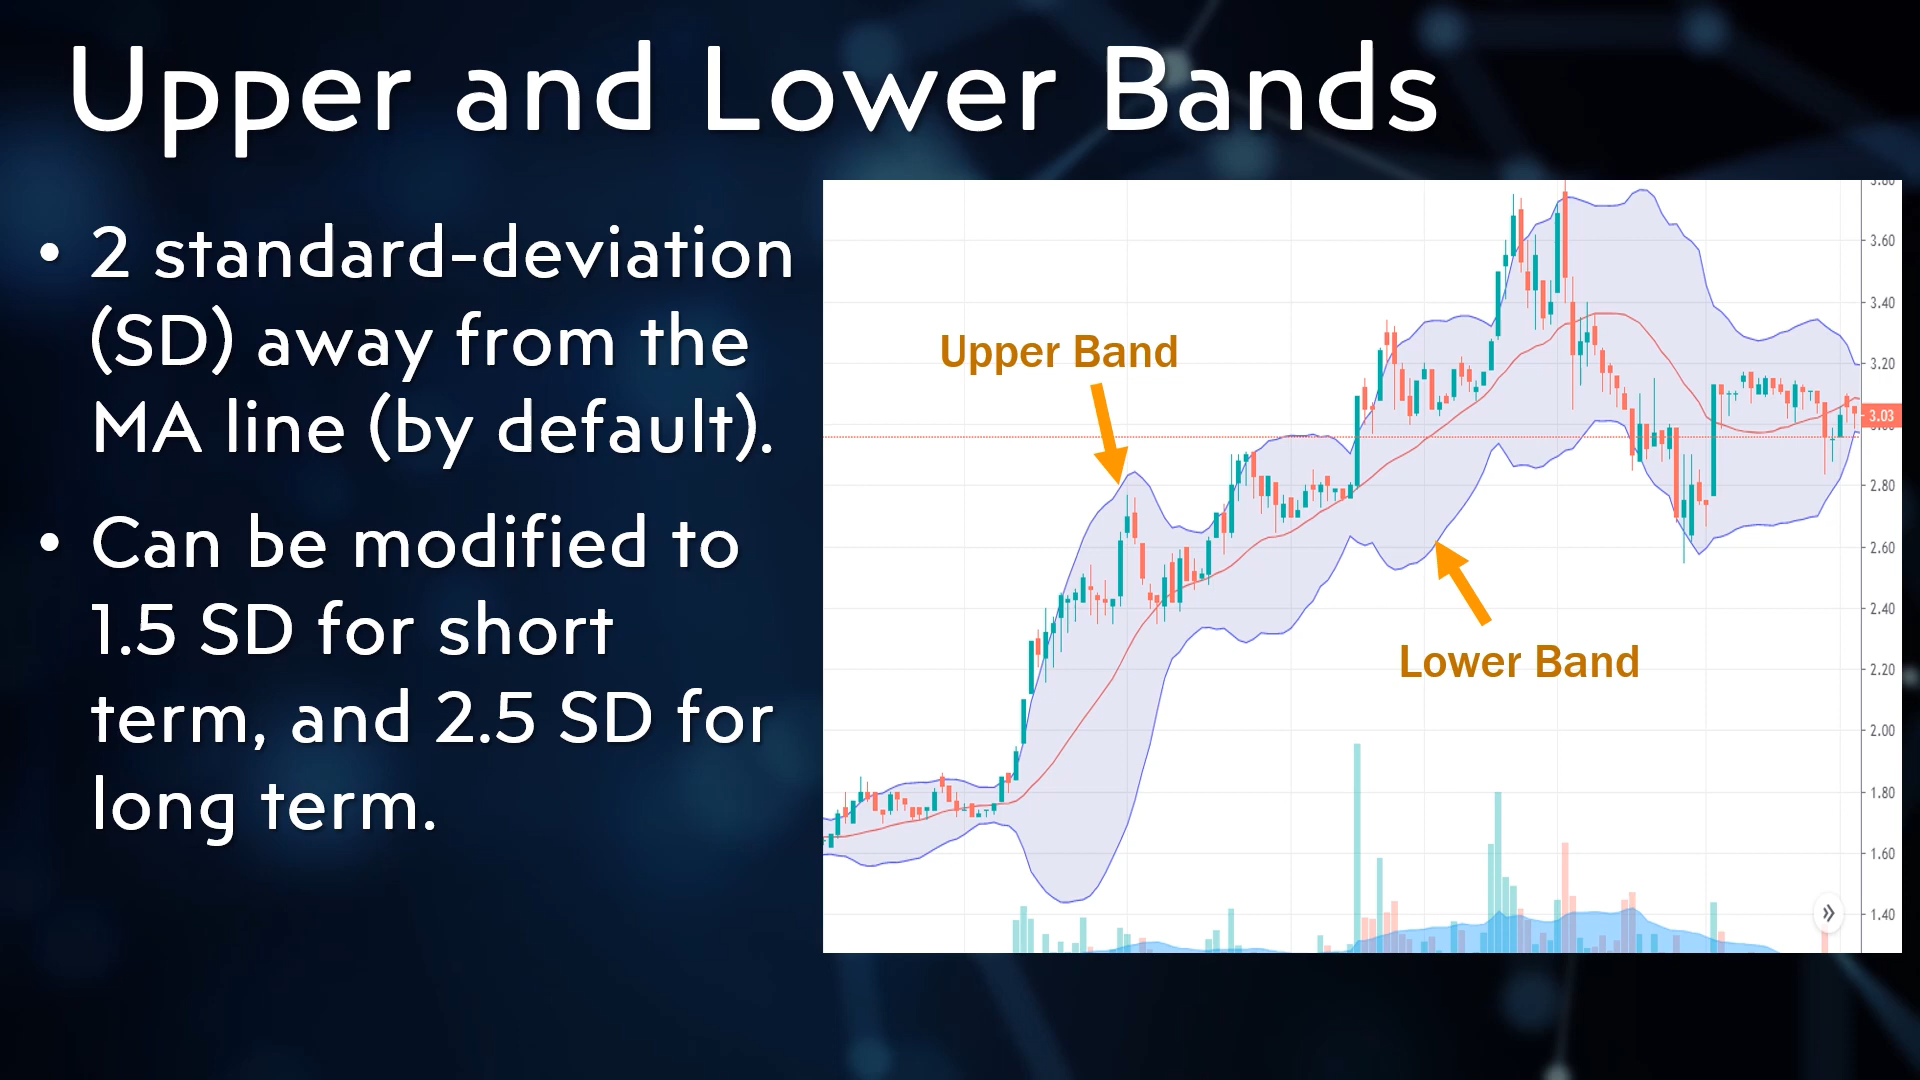 Upper and Lower Bands
• 2 standard-deviation
(SD) away from the
MA line (by default).
• Can be modified to
1.5 SD for short
term, and 2.5 SD for
long term.
Upper Band
Lower Band
3.60
3.40
3.20
3.03
2.80
2.60
2.40
2.20
2.00
1.80
1.60
1.40
»